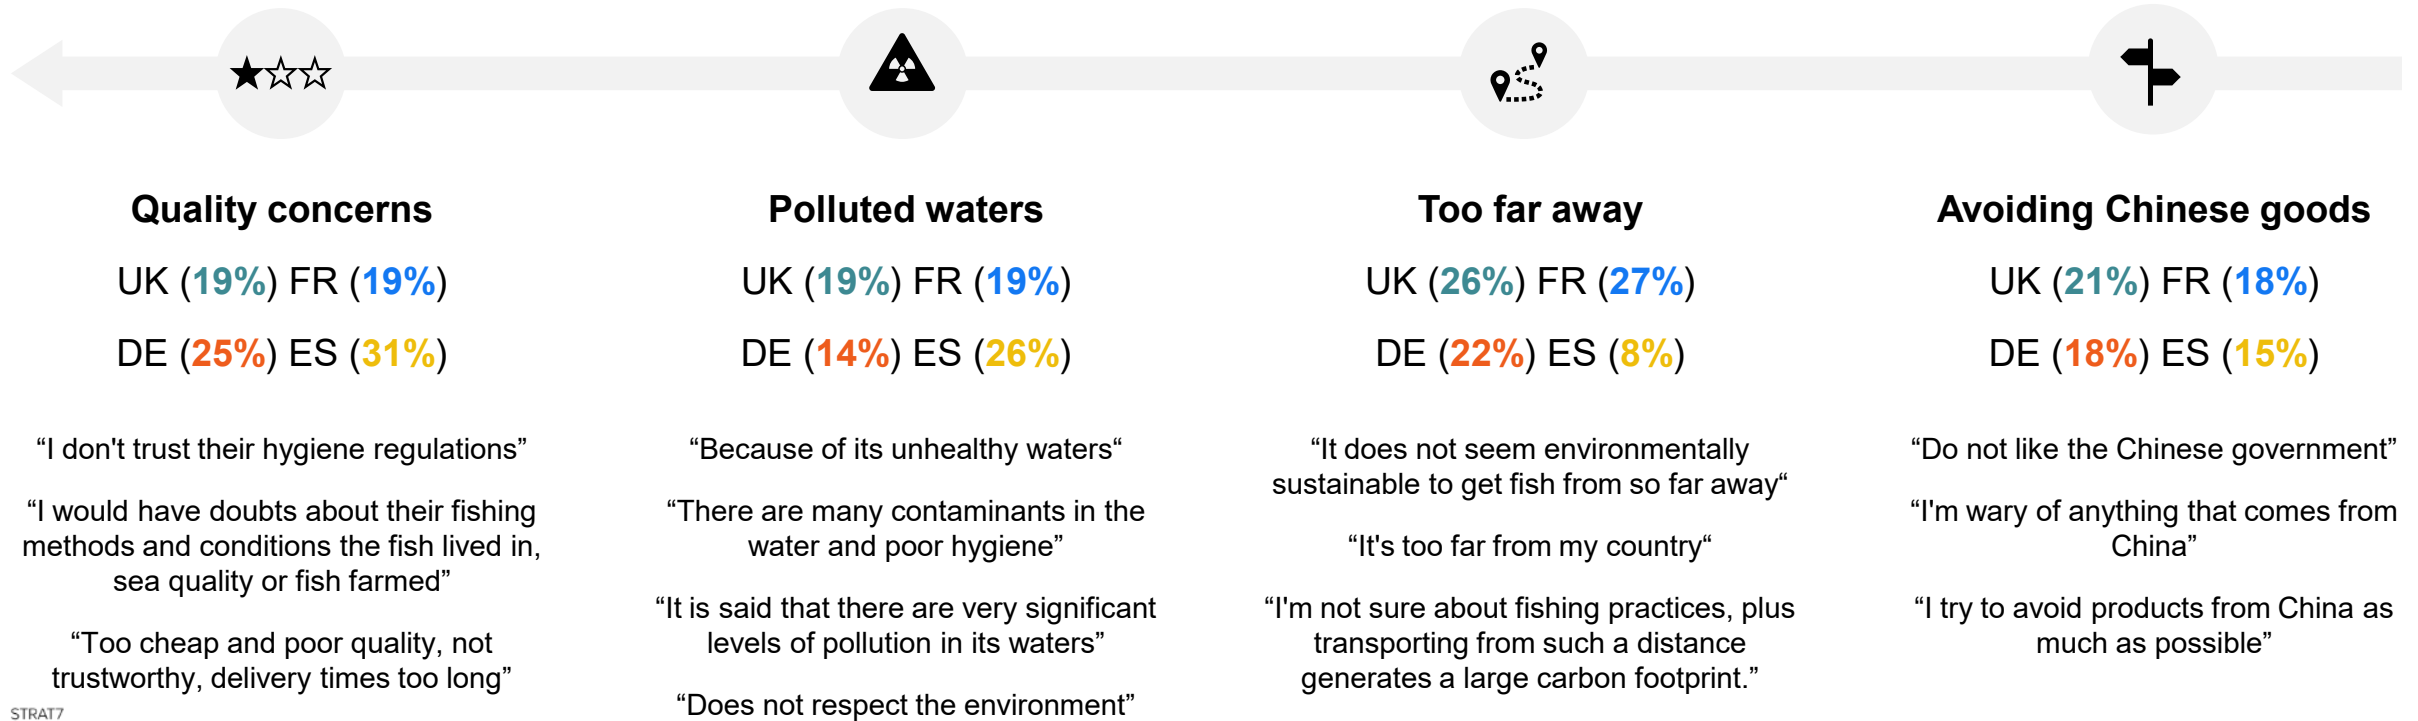 Quality concerns
UK (19%) FR (19%)
DE (25%) ES (31%)
“I don't trust their hygiene regulations”
“I would have doubts about their fishing
methods and conditions the fish lived in,
sea quality or fish farmed”
“Too cheap and poor quality, not
trustworthy, delivery times too long”
Polluted waters
UK (19%) FR (19%)
DE (14%) ES (26%)
“Because of its unhealthy waters“
“There are many contaminants in the
water and poor hygiene”
“It is said that there are very significant
levels of pollution in its waters”
“Does not respect the environment”
Too far away
UK (26%) FR (27%)
DE (22%) ES (8%)
“It does not seem environmentally
sustainable to get fish from so far away“
“It's too far from my country“
“I'm not sure about fishing practices, plus
transporting from such a distance
generates a large carbon footprint.”
Avoiding Chinese goods
UK (21%) FR (18%)
DE (18%) ES (15%)
“Do not like the Chinese government”
“I'm wary of anything that comes from
China”
“I try to avoid products from China as
much as possible”
STRAT7